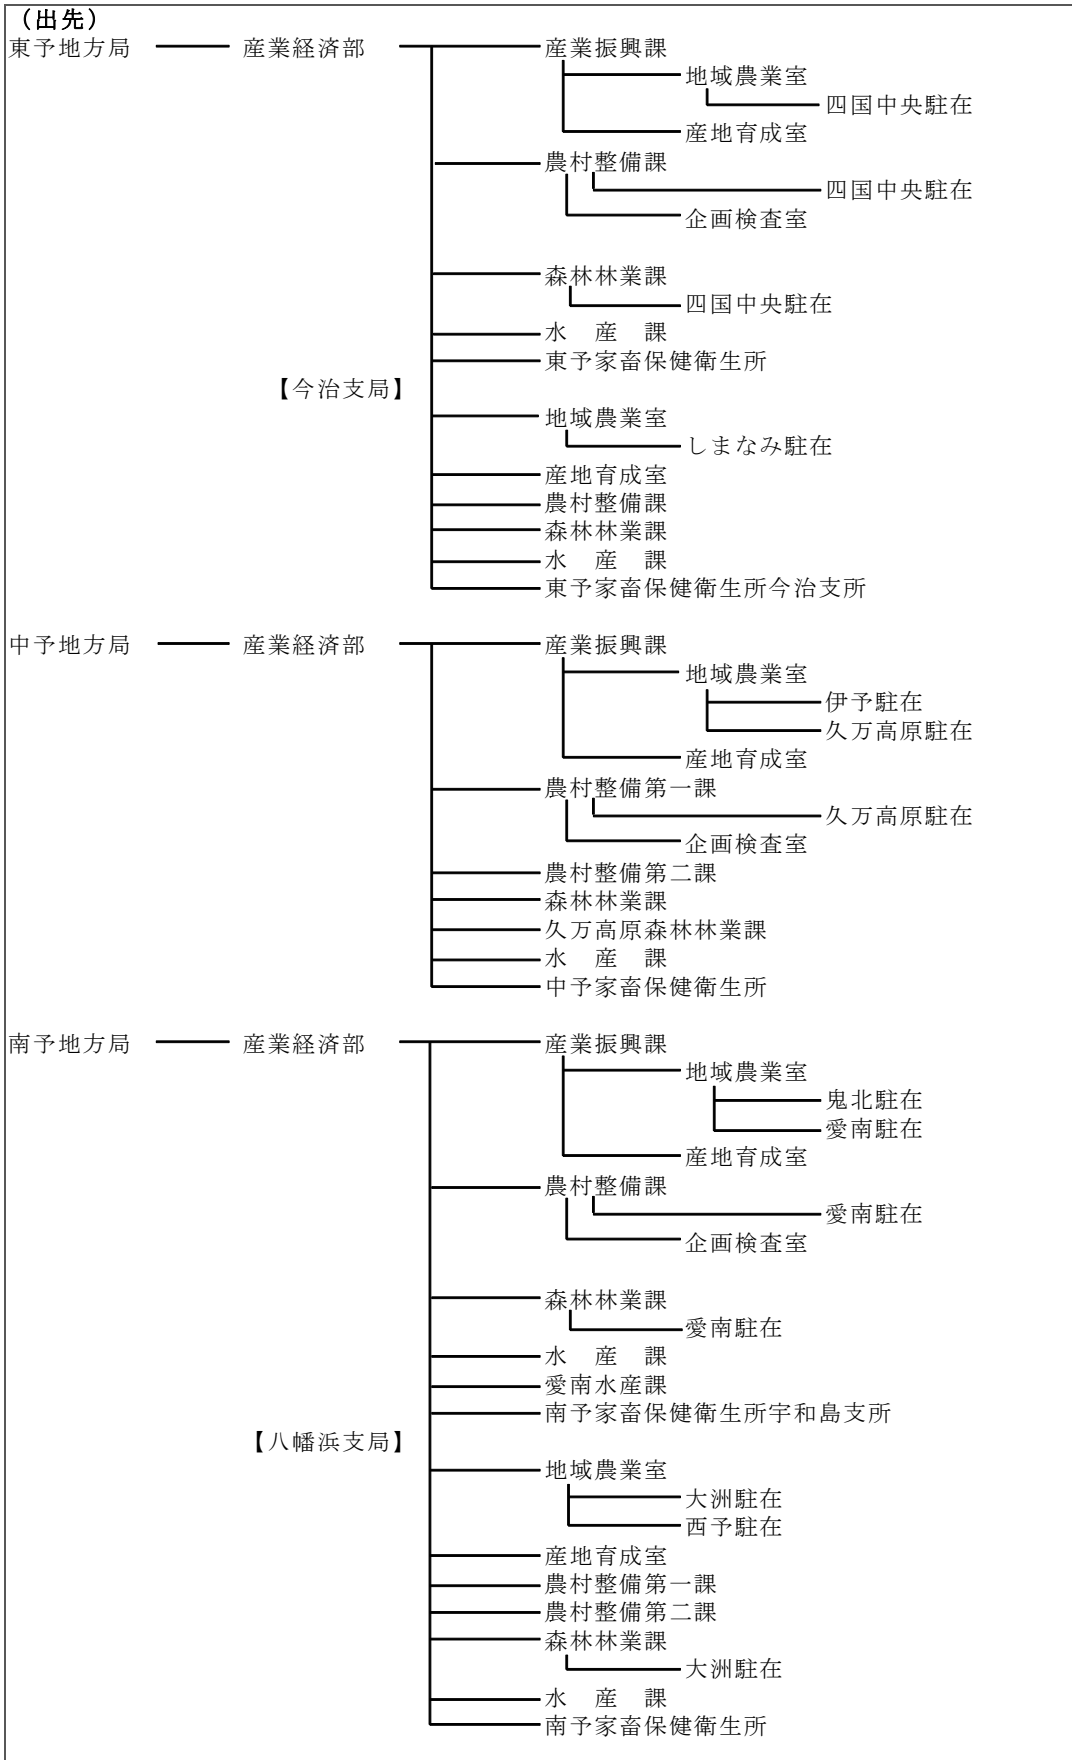 （出先）
東予地方局 産業経済部 産業振興課
地域農業室
四国中央駐在
産地育成室
農村整備課
四国中央駐在
企画検査室
森林林業課
四国中央駐在
水　産　課
東予家畜保健衛生所
【今治支局】
地域農業室
しまなみ駐在
産地育成室
農村整備課
森林林業課
水　産　課
東予家畜保健衛生所今治支所
中予地方局 産業経済部 産業振興課
地域農業室
伊予駐在
久万高原駐在
産地育成室
農村整備第一課
久万高原駐在
企画検査室
農村整備第二課
森林林業課
久万高原森林林業課
水　産　課
中予家畜保健衛生所
南予地方局 産業経済部 産業振興課
地域農業室
鬼北駐在
愛南駐在
産地育成室
農村整備課
愛南駐在
企画検査室
森林林業課
愛南駐在
水　産　課
愛南水産課
南予家畜保健衛生所宇和島支所
【八幡浜支局】
地域農業室
大洲駐在
西予駐在
産地育成室
農村整備第一課
農村整備第二課
森林林業課
大洲駐在
水　産　課
南予家畜保健衛生所